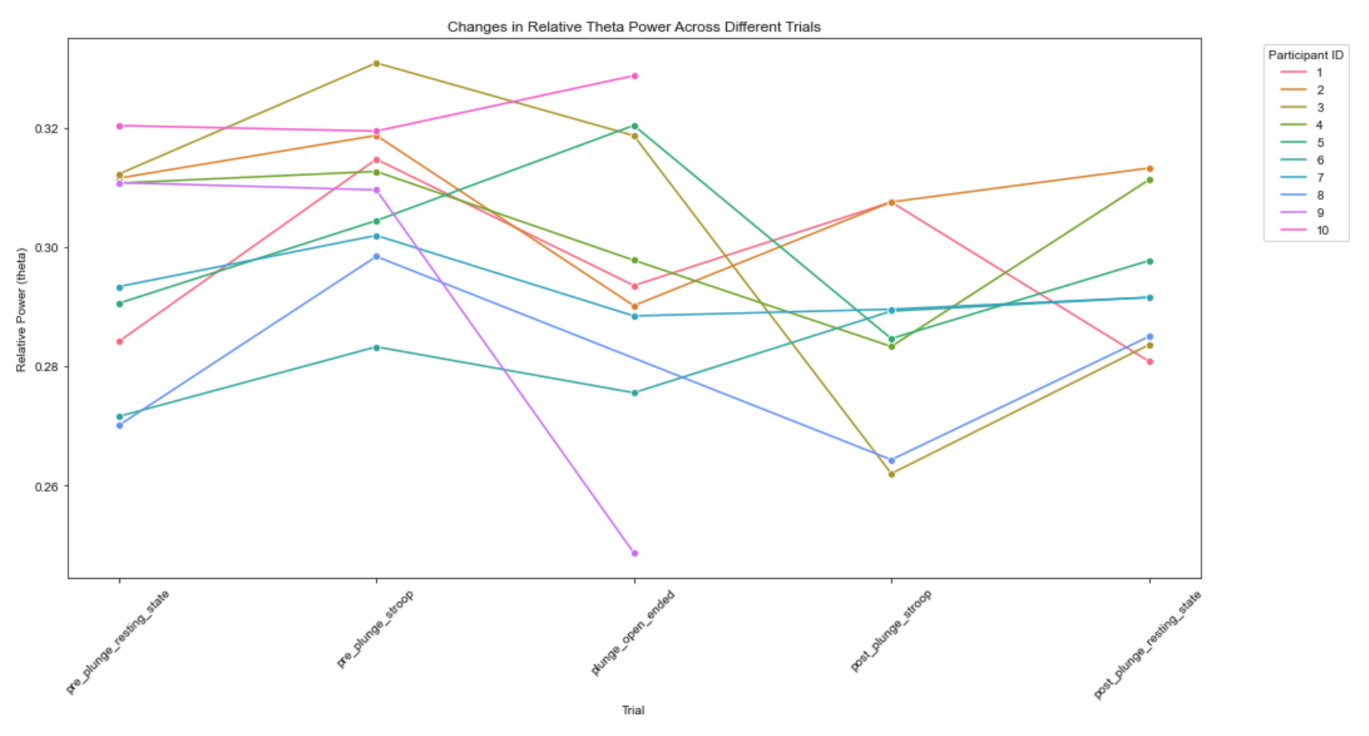 Changes in Relative Theta Power Across Different Trials
Participant ID
1
2
3
4
5
6
7
8
9
10
Relative Power (theta)
0.32
0.30
0.28
0.26
pre_plunge_resting_state
pre_plunge_stroop
plunge_open_ended
post_plunge_stroop
post_plunge_resting_state
Trial